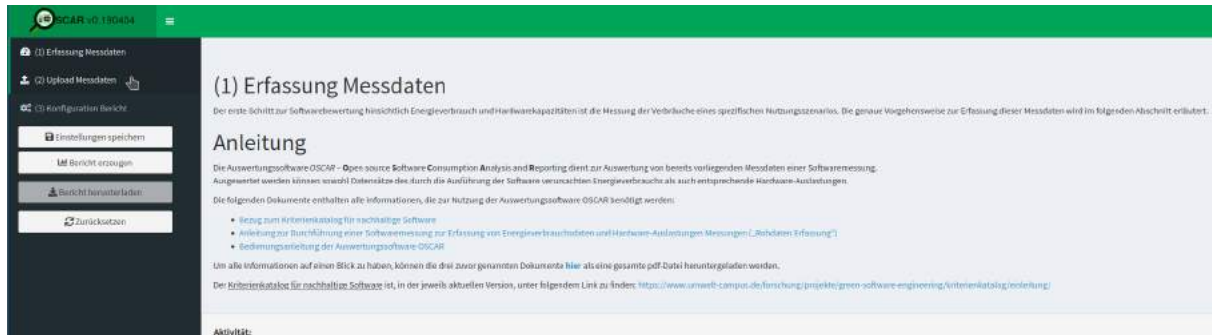 OSCAR v0.190404
(1) Erfassung Messdaten
(2) Upload Messdaten
(3) Konfiguration Bericht
Einstellungen speichern
Bericht erzeugen
Bericht herunterladen
Zurücksetzen
(1) Erfassung Messdaten
Der erste Schritt zur Softwarebewertung hinsichtlich Energieverbrauch und Hardwarekapazitäten ist die Messung der Verbräuche eines spezifischen Nutzungsszenarios. Die genaue Vorgehensweise zur Erfassung dieser Messdaten wird im folgenden Abschnitt erläutert.
Anleitung
Die Auswertungssoftware OSCAR – Open source Software Consumption Analysis and Reporting dient zur Auswertung von bereits vorliegenden Messdaten einer Softwaremessung.
Ausgewertet werden können sowohl Datensätze des durch die Ausführung der Software verursachten Energieverbrauchs als auch entsprechende Hardware-Auslastungen.
Die folgenden Dokumente enthalten alle Informationen, die zur Nutzung der Auswertungssoftware OSCAR benötigt werden:
Bezug zum Kriterienkatalog für nachhaltige Software
Anleitung zur Durchführung einer Softwaremessung zur Erfassung von Energieverbrauchsdaten und Hardware-Auslastungen Messungen („Rohdaten Erfassung")
Bedienungsanleitung der Auswertungssoftware OSCAR
Um alle Informationen auf einen Blick zu haben, können die drei zuvor genannten Dokumente hier als eine gesamte pdf-Datei heruntergeladen werden.
Der Kriterienkatalog für nachhaltige Software ist, in der jeweils aktuellen Version, unter folgendem Link zu finden: https://www.umwelt-campus.de/forschung/projekte/green-software-engineering/kriterienkatalog/einleitung/
Aktivität: